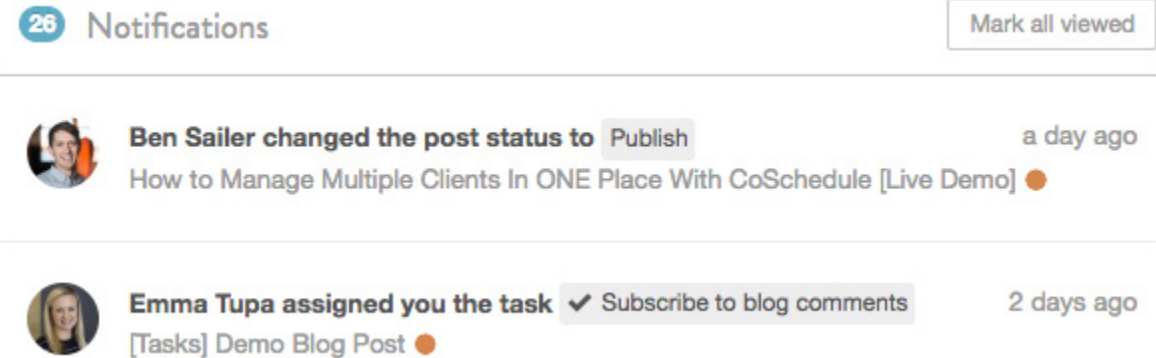 26 Notifications Mark all viewed
Ben Sailer changed the post status to Publish a day ago
How to Manage Multiple Clients In ONE Place With CoSchedule [Live Demo]
Emma Tupa assigned you the task ✔ Subscribe to blog comments 2 days ago
[Tasks] Demo Blog Post